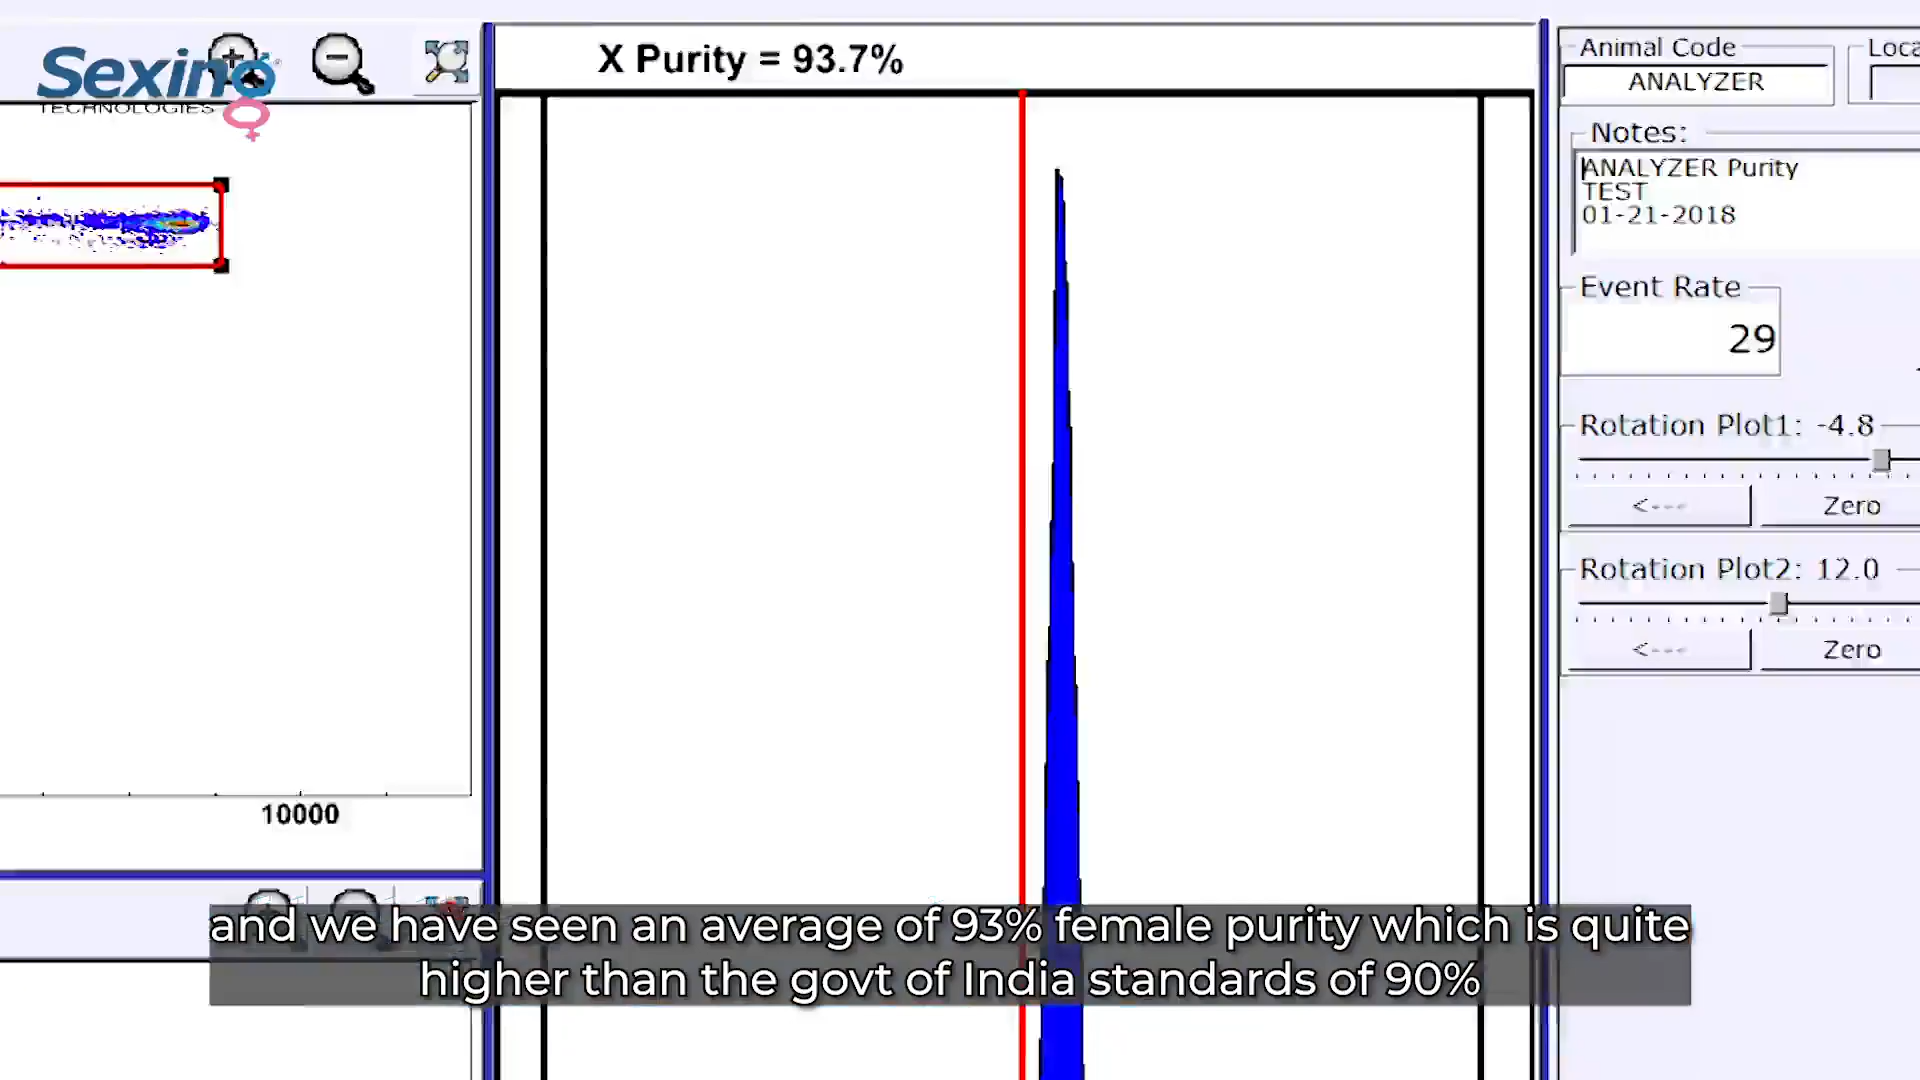 Sexing
TECHNOLOGIES
X Purity = 93.7%
Animal Code
ANALYZER
Loca
Notes:
ANALYZER Purity
TEST
01-21-2018
Event Rate
29
Rotation Plot1: -4.8
<---
Zero
Rotation Plot2: 12.0
<---
Zero
10000
and we have seen an average of 93% female purity which is quite
higher than the govt of India standards of 90%